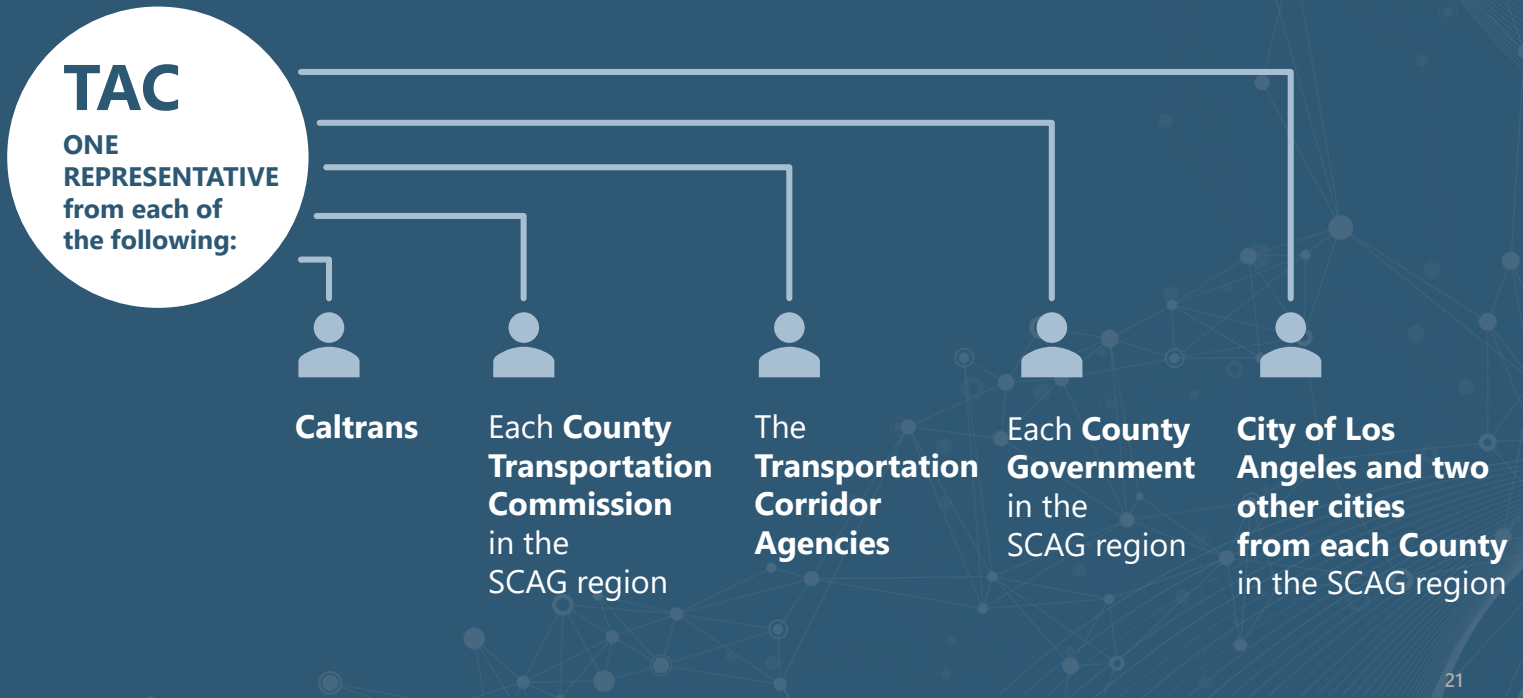 TAC
ONE
REPRESENTATIVE
from each of
the following:
Caltrans
Each County
Transportation
Commission
in the
SCAG region
The
Transportation
Corridor
Agencies
Each County
Government
in the
SCAG region
City of Los
Angeles and two
other cities
from each County
in the SCAG region
21